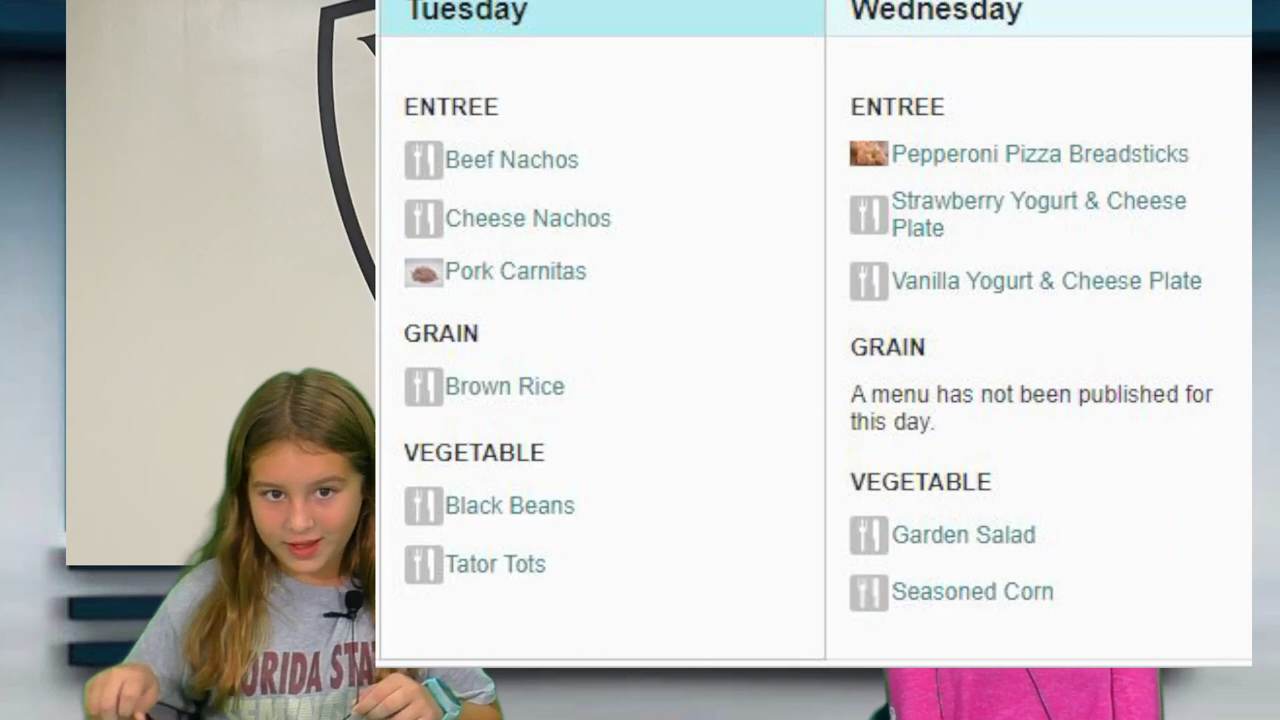 Tuesday
ENTREE
Beef Nachos
Cheese Nachos
Pork Carnitas
GRAIN
Brown Rice
VEGETABLE
Black Beans
Tator Tots
Wednesday
ENTREE
Pepperoni Pizza Breadsticks
Strawberry Yogurt & Cheese
Plate
Vanilla Yogurt & Cheese Plate
GRAIN
A menu has not been published for
this day.
VEGETABLE
Garden Salad
Seasoned Corn
ORIDA STA